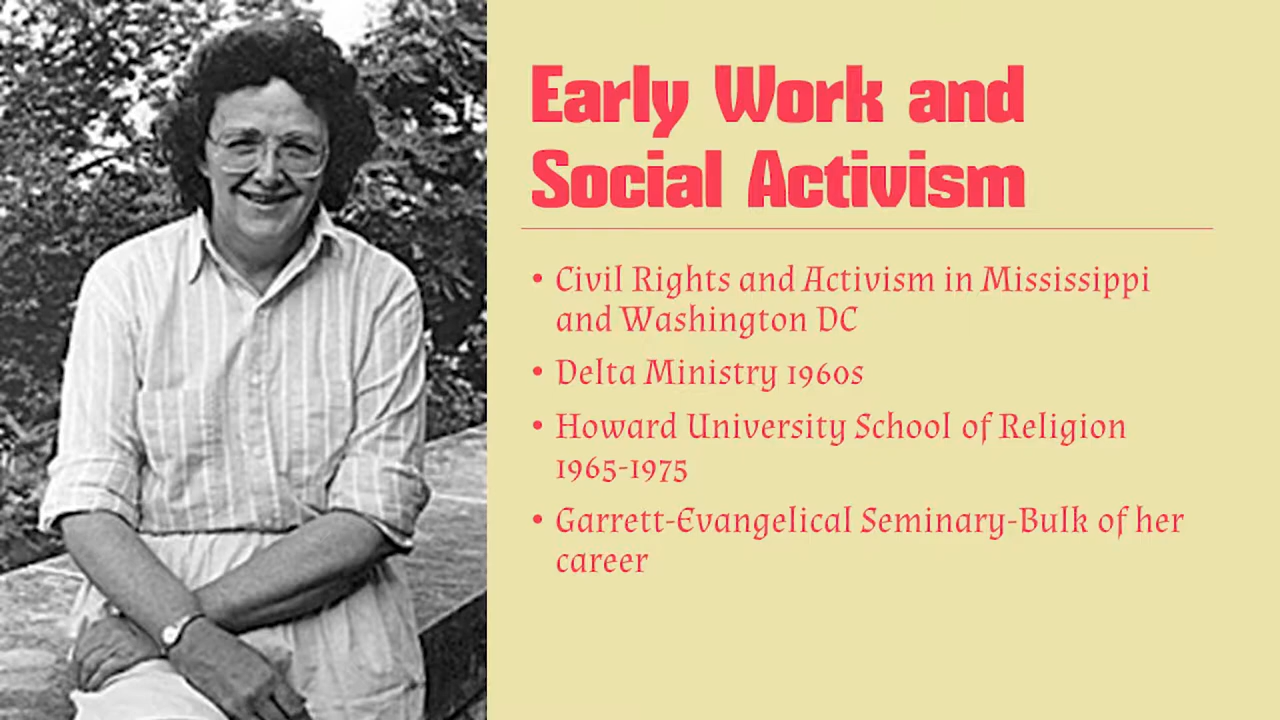 Early Work and
Social Activism
• Civil Rights and Activism in Mississippi
and Washington DC
• Delta Ministry 1960s
• Howard University School of Religion
1965-1975
• Garrett-Evangelical Seminary-Bulk of her
career